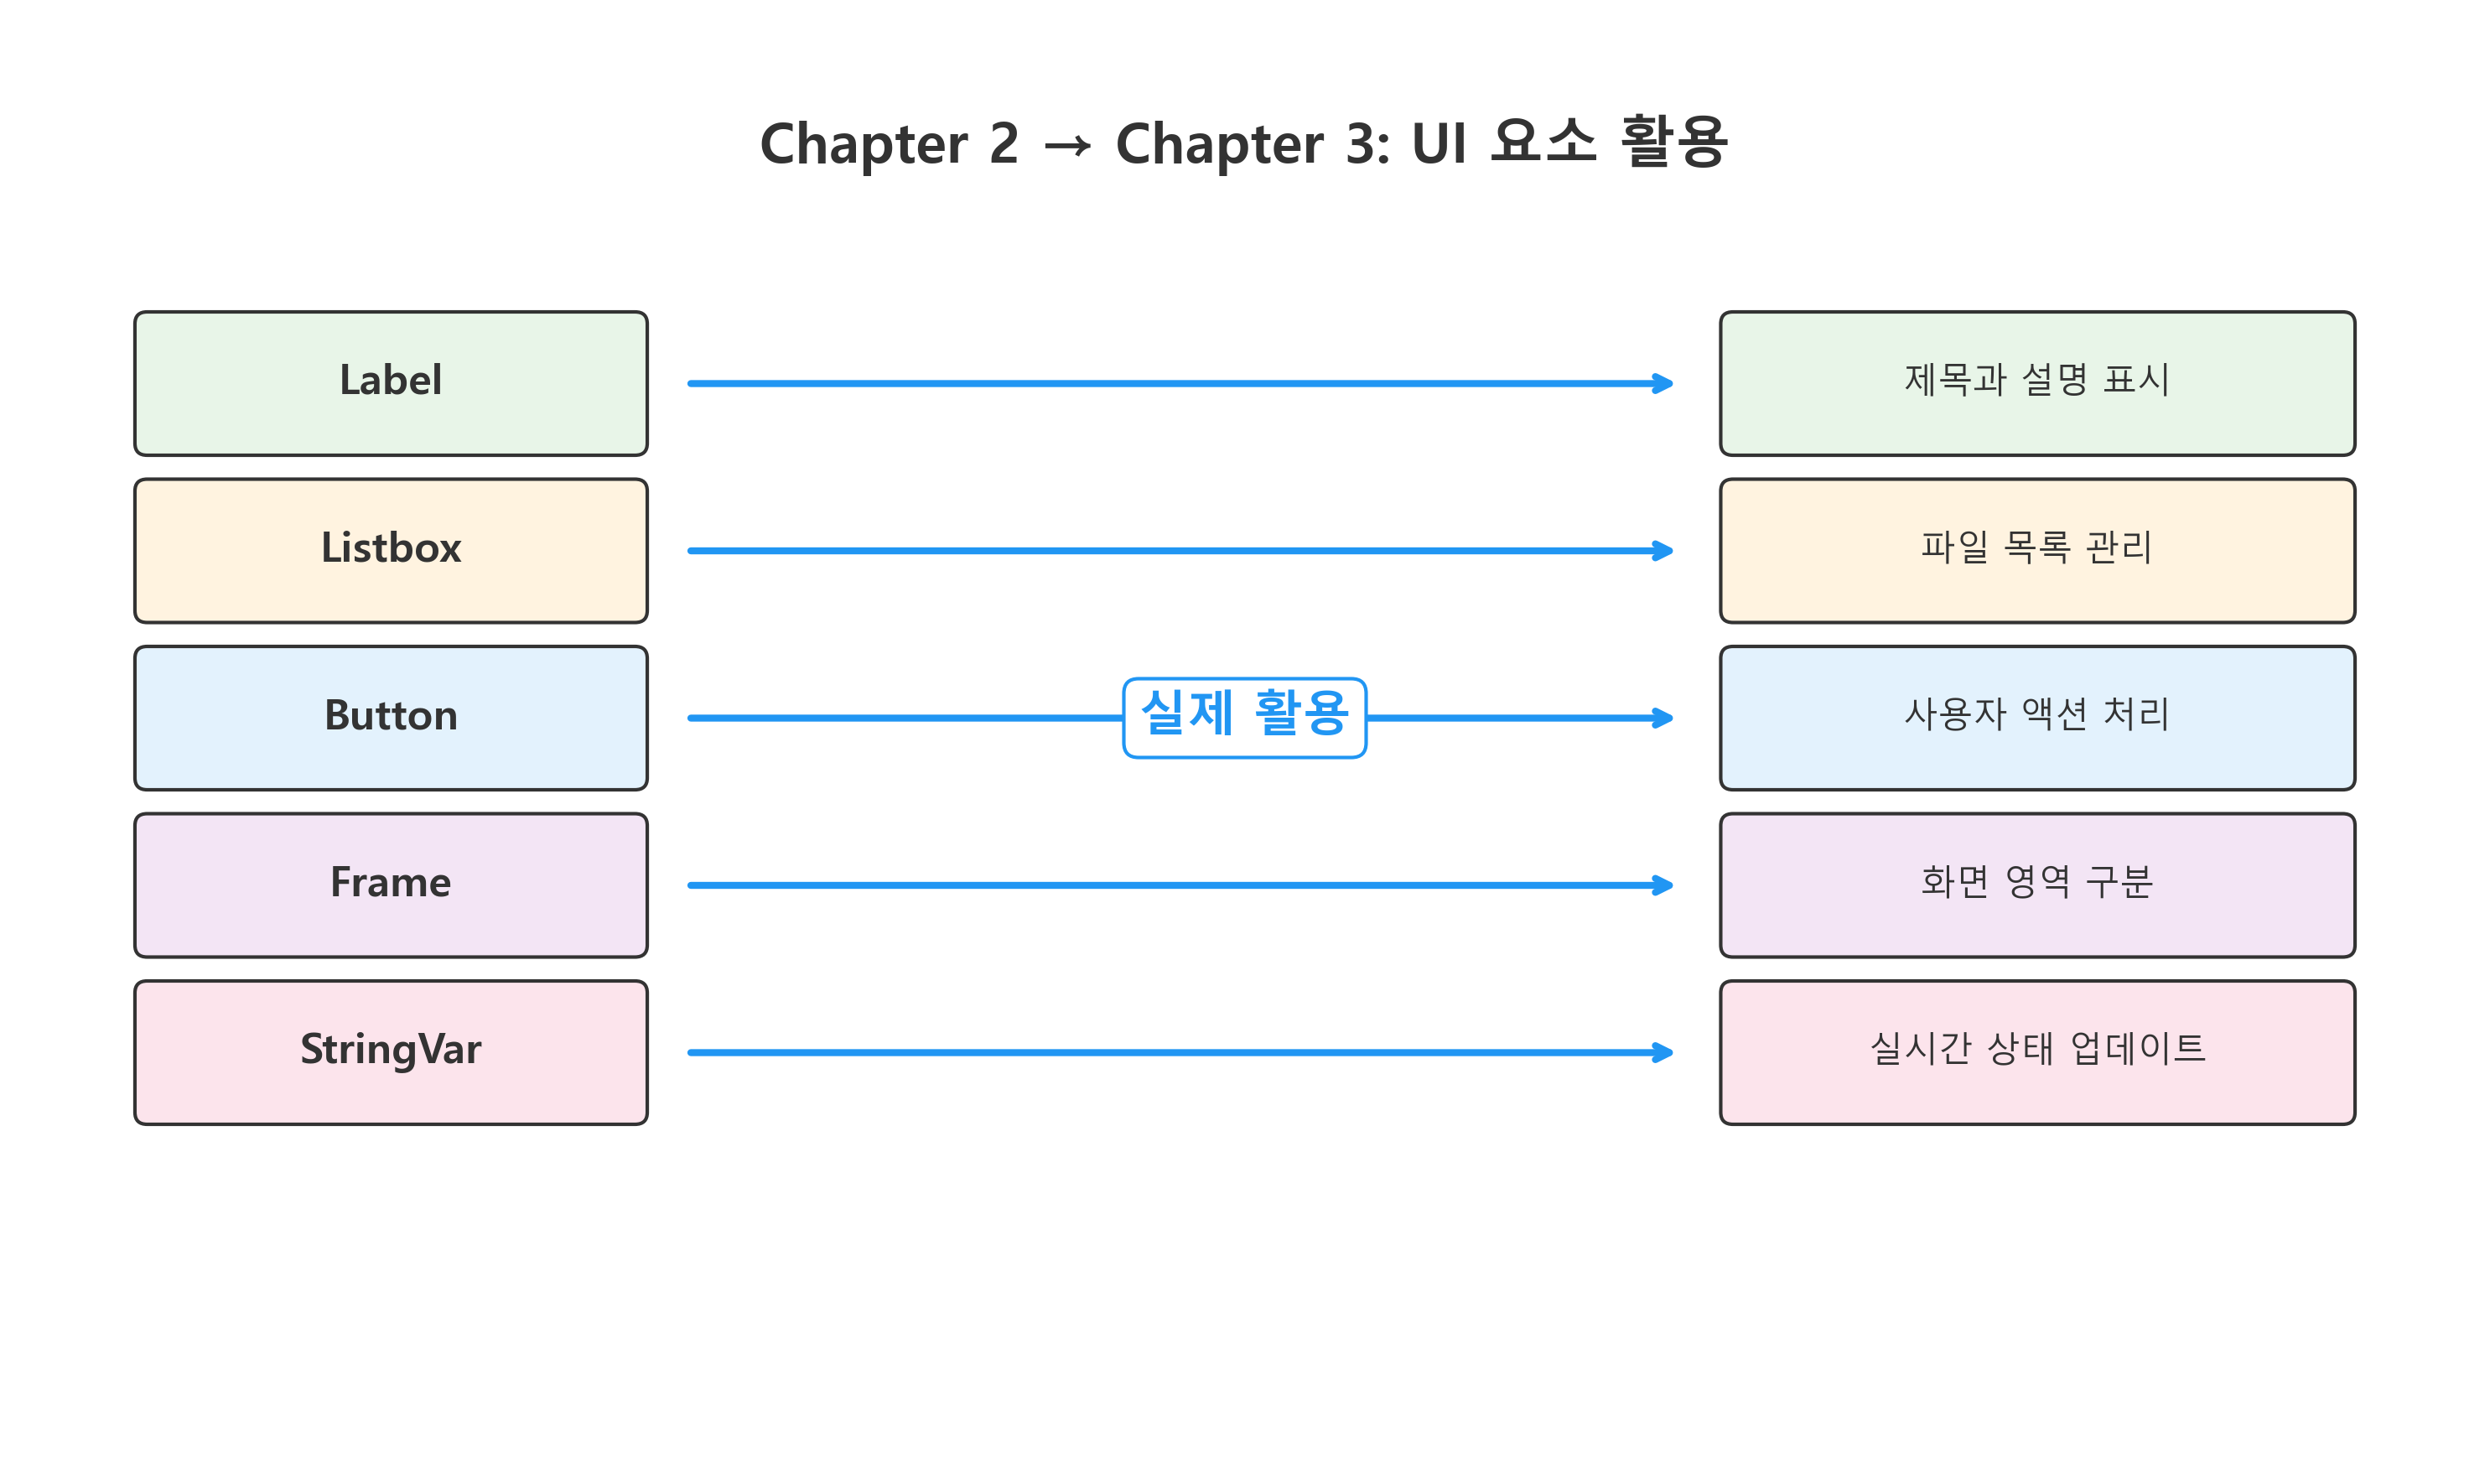 Chapter 2 → Chapter 3: UI 요소 활용
Label
제목과 설명 표시
Listbox
파일 목록 관리
Button
실제 활용
사용자 액션 처리
Frame
화면 영역 구분
StringVar
실시간 상태 업데이트